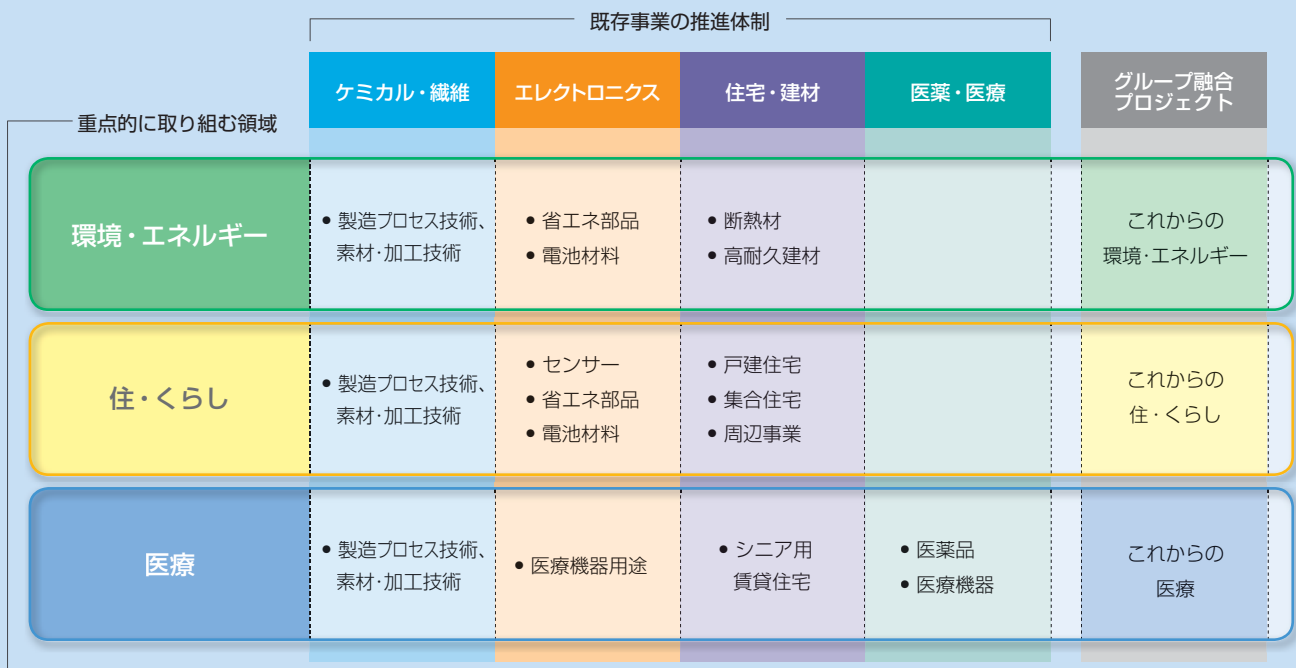 既存事業の推進体制
ケミカル・繊維
エレクトロニクス
住宅・建材
医薬・医療
グループ融合
プロジェクト
重点的に取り組む領域
環境・エネルギー
• 製造プロセス技術、
素材・加工技術
• 省エネ部品
• 電池材料
• 断熱材
• 高耐久建材
これからの
環境・エネルギー
住・くらし
• 製造プロセス技術、
素材・加工技術
• センサー
• 省エネ部品
• 電池材料
• 戸建住宅
• 集合住宅
• 周辺事業
これからの
住・くらし
医療
• 製造プロセス技術、
素材・加工技術
• 医療機器用途
• シニア用
賃貸住宅
• 医薬品
• 医療機器
これからの
医療